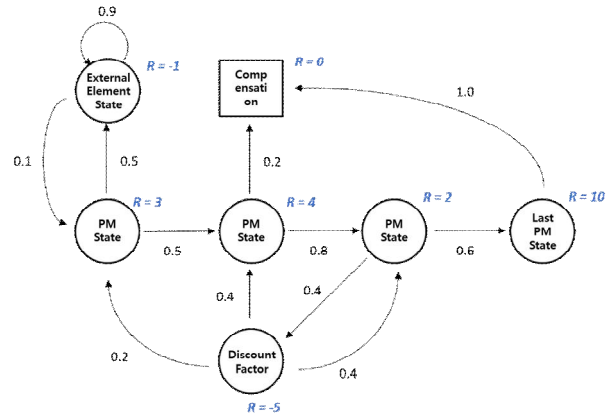 0.9
R = -1
External
Element
State
R = 0
Comp
ensati
on
1.0
0.1
0.5
0.2
R = 3
PM
State
0.5
R = 4
PM
State
0.8
R = 2
PM
State
0.6
R = 10
Last
PM
State
0.4
0.4
0.2
Discount
Factor
0.4
R = -5